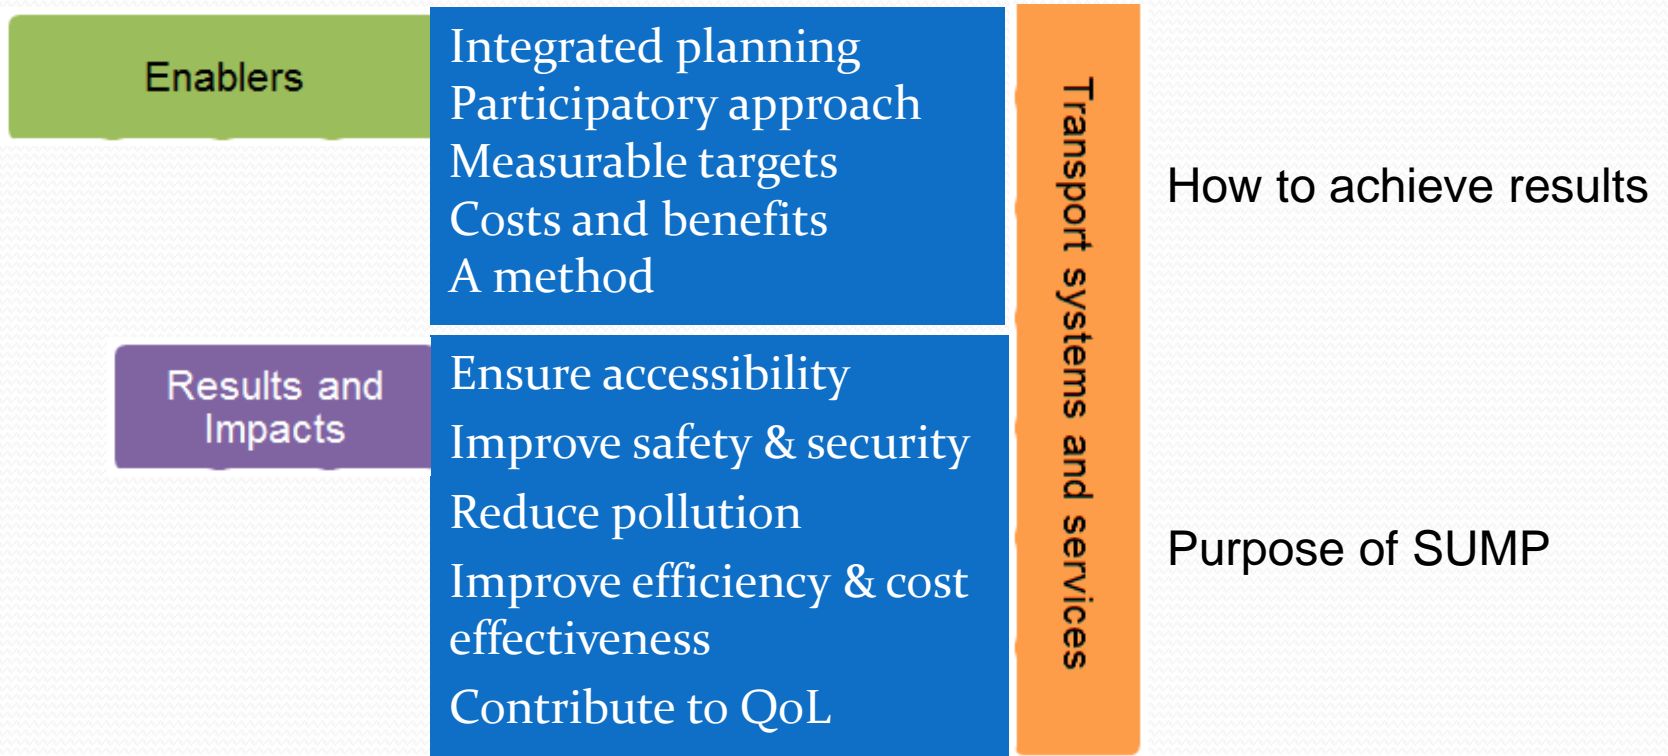 Enablers
Integrated planning
Participatory approach
Measurable targets
Costs and benefits
A method
Results and
Impacts
Ensure accessibility
Improve safety & security
Reduce pollution
Improve efficiency & cost
effectiveness
Contribute to QoL
Transport systems and services
How to achieve results
Purpose of SUMP